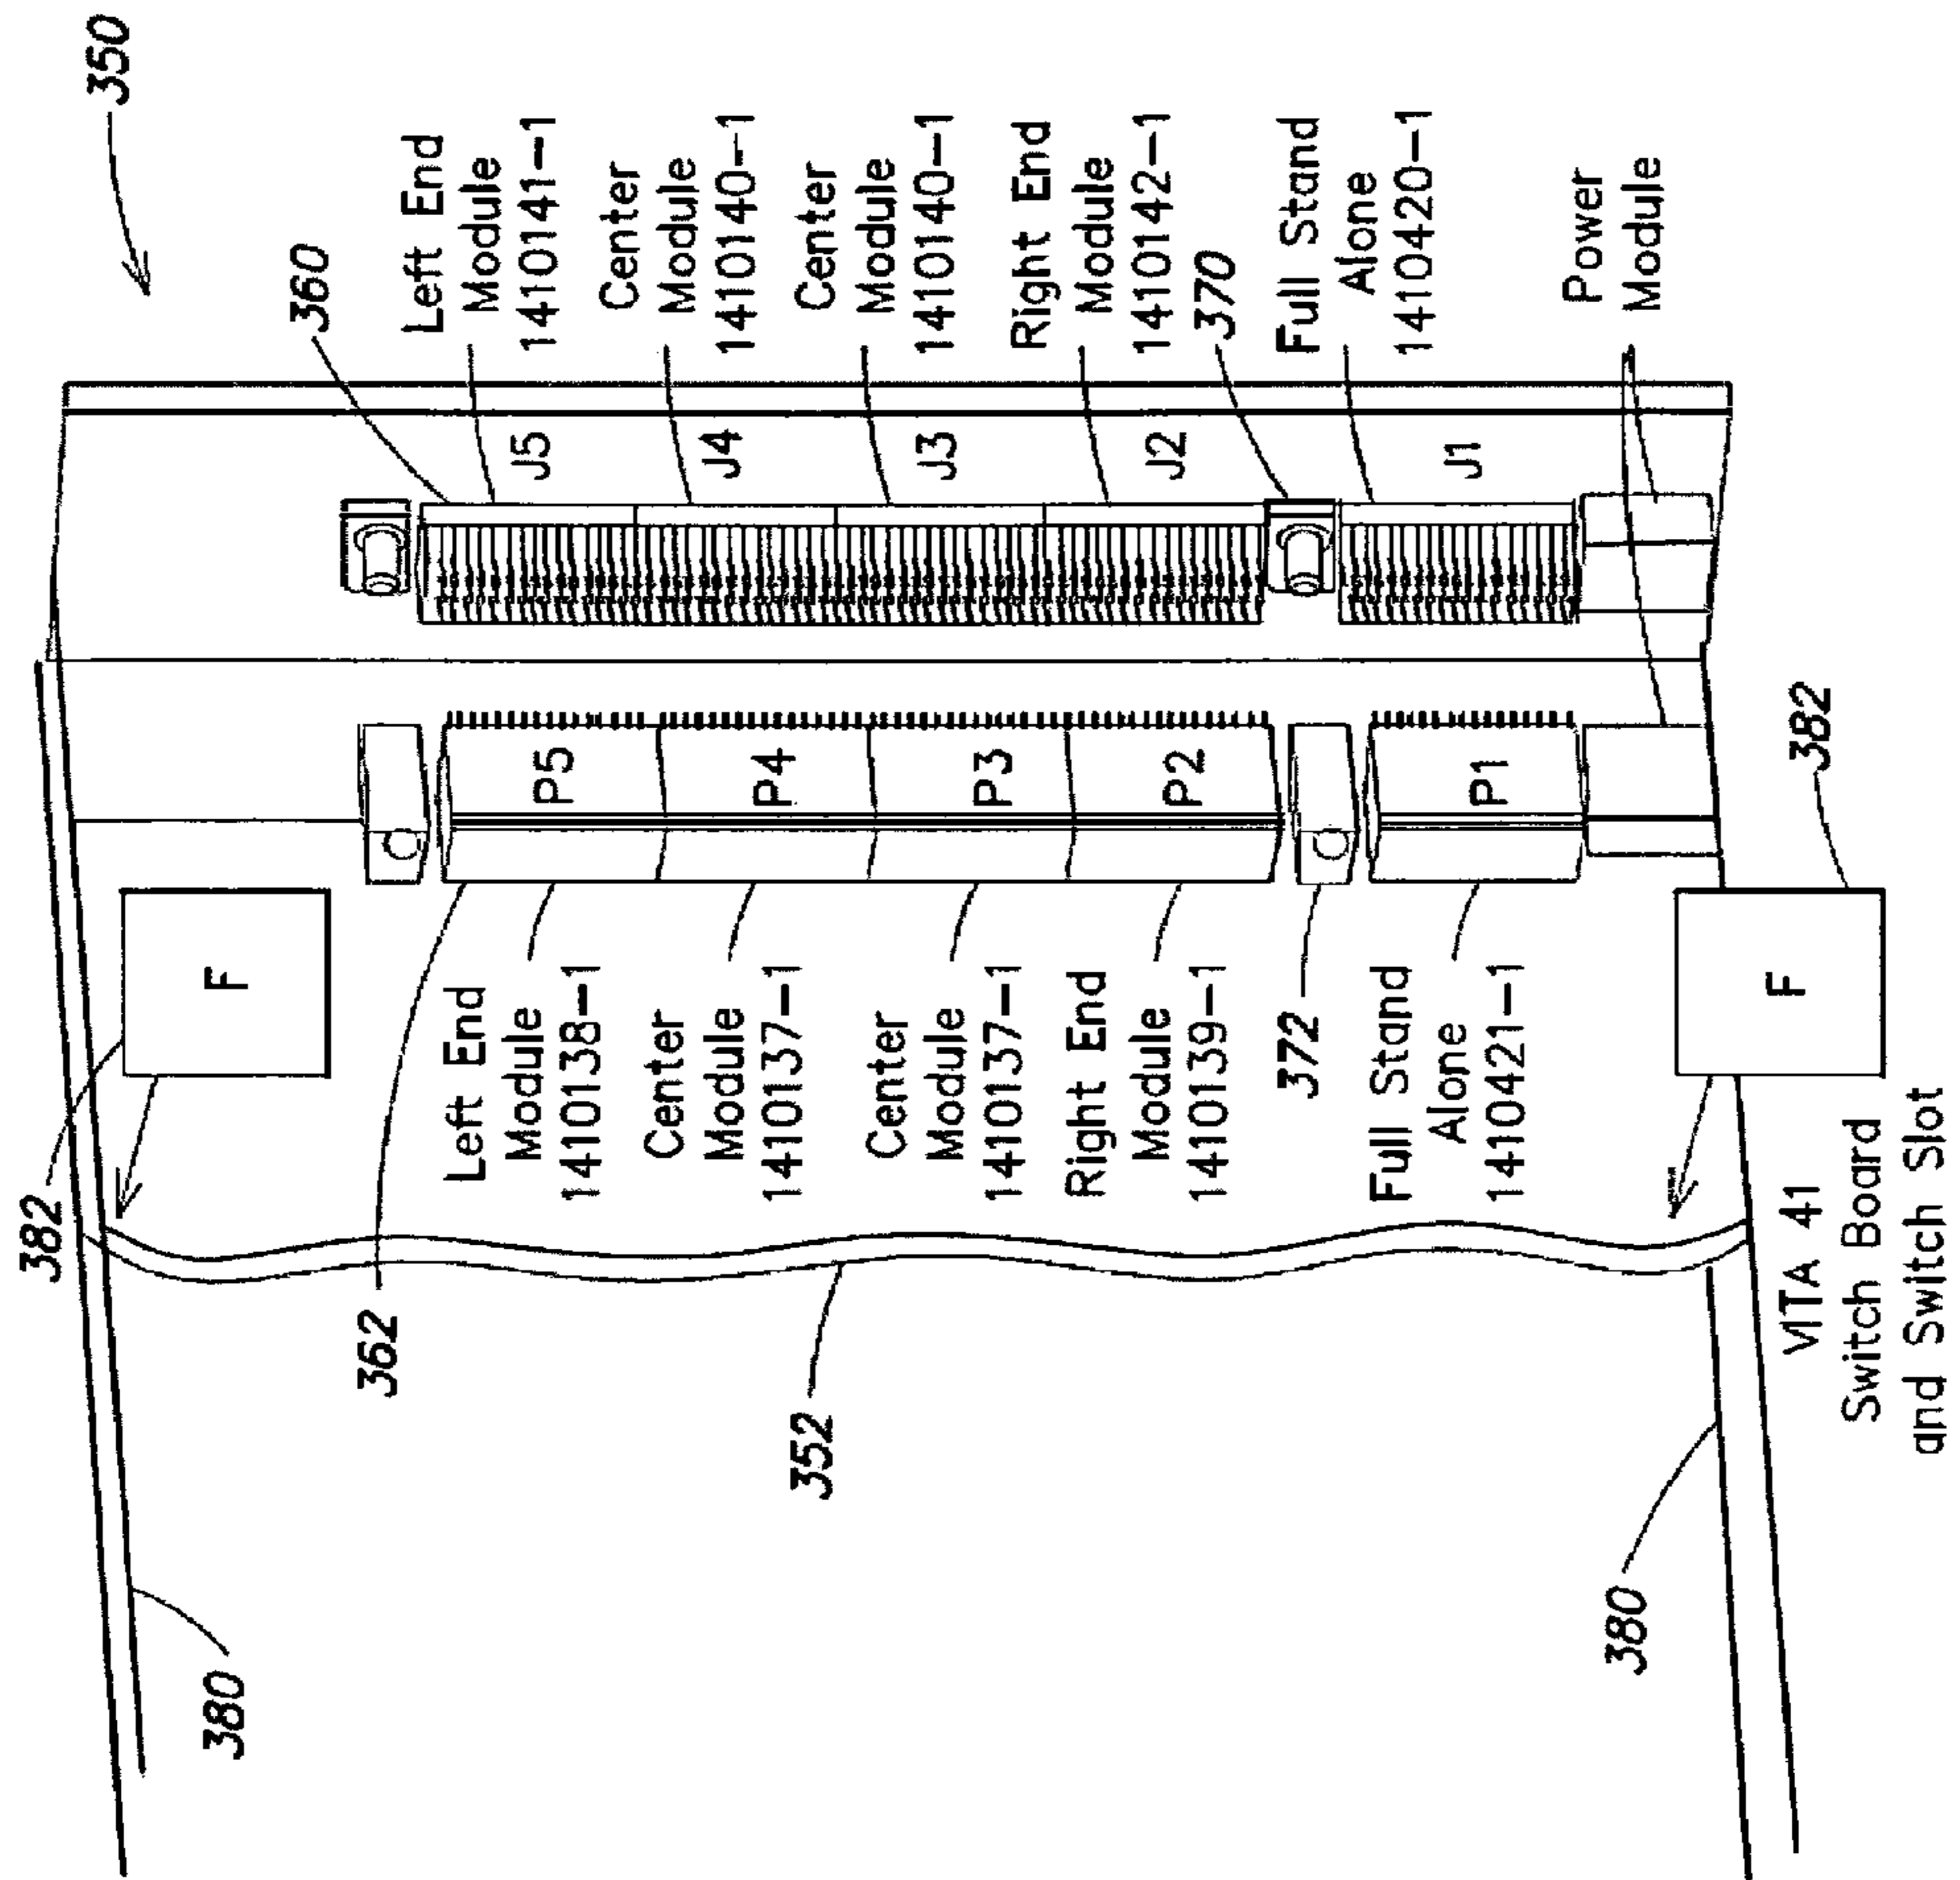 350
360
Left End
Module
1410141-1
Center
Module
1410140-1
Center
Module
1410140-1
Right End
Module
1410142-1
370
Full Stand
Alone
1410420-1
Power
Module
J5
J4
J3
J2
J1
P5
P4
P3
P2
P1
382
F
F
382
362
Left End
Module
1410138-1
Center
Module
1410137-1
Center
Module
1410137-1
Right End
Module
1410139-1
372
Full Stand
Alone
1410421-1
352
380
380
VITA 41
Switch Board
and Switch Slot